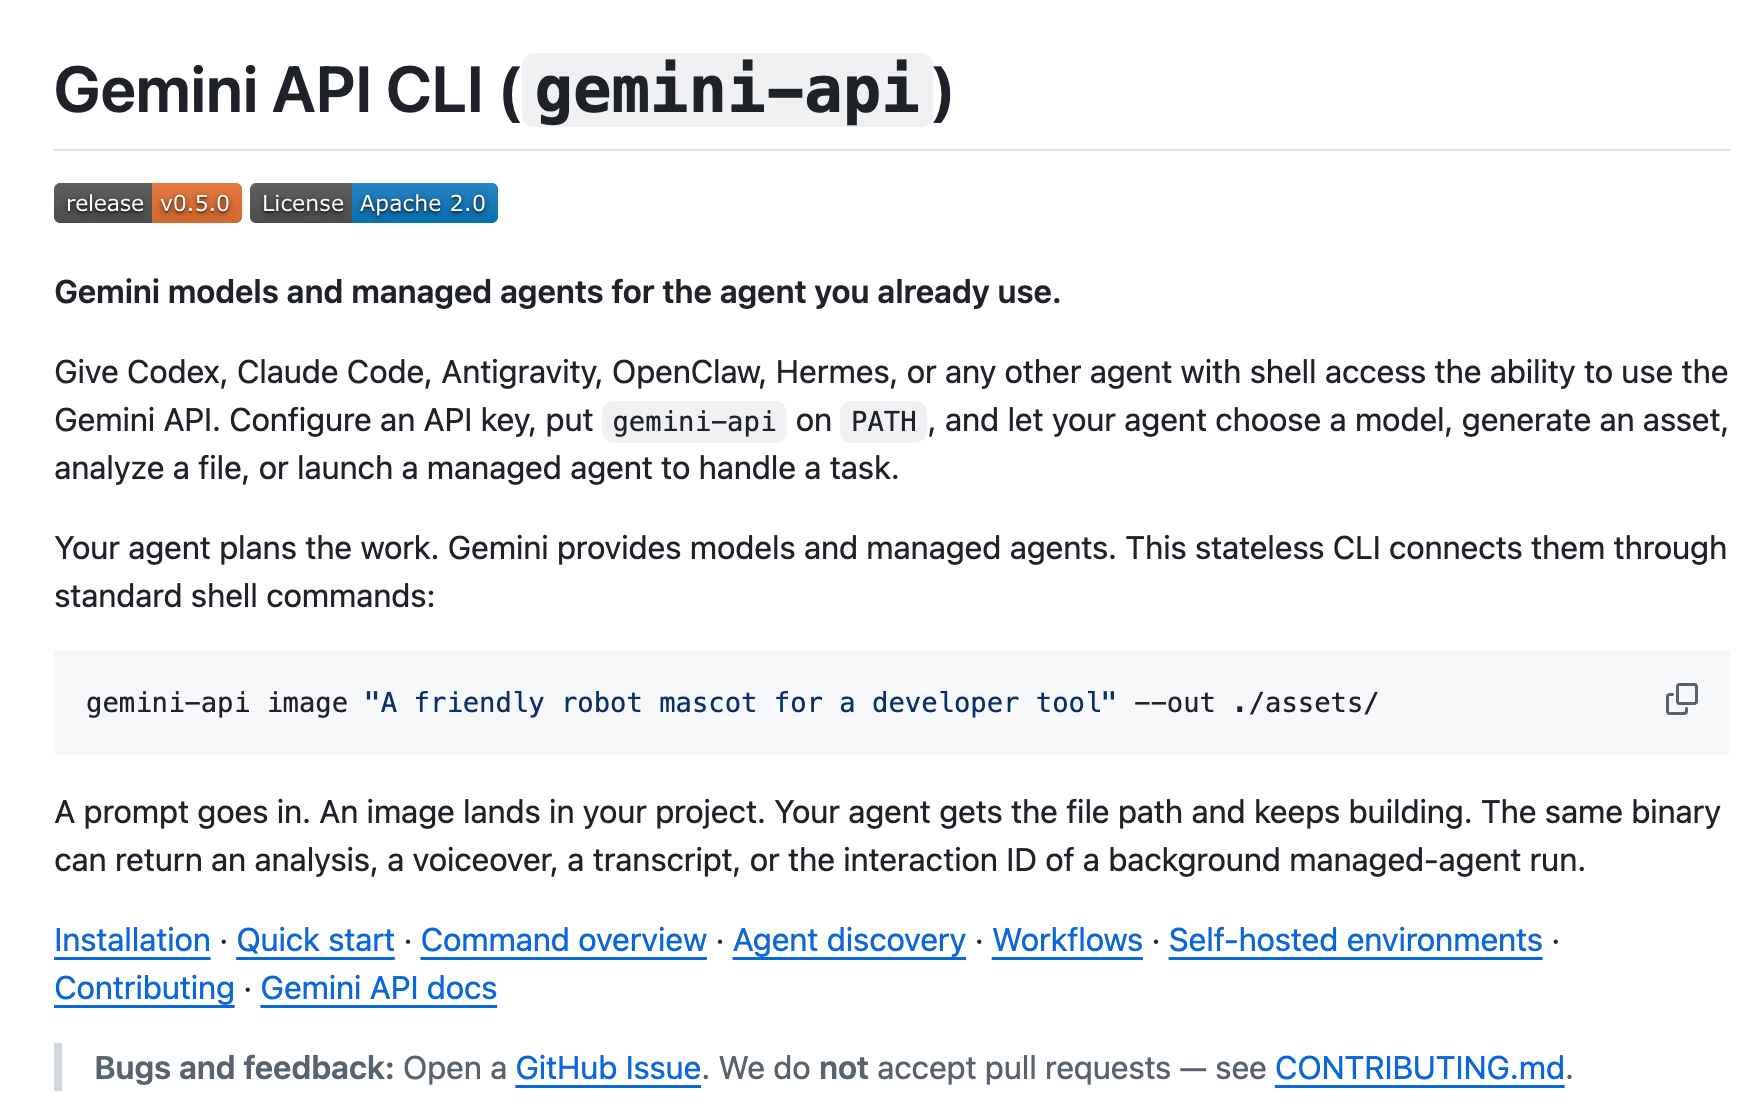 Gemini API CLI (gemini-api)
release v0.5.0 License Apache 2.0
Gemini models and managed agents for the agent you already use.
Give Codex, Claude Code, Antigravity, OpenClaw, Hermes, or any other agent with shell access the ability to use the
Gemini API. Configure an API key, put gemini-api on PATH, and let your agent choose a model, generate an asset,
analyze a file, or launch a managed agent to handle a task.
Your agent plans the work. Gemini provides models and managed agents. This stateless CLI connects them through
standard shell commands:
gemini-api image "A friendly robot mascot for a developer tool" --out ./assets/
A prompt goes in. An image lands in your project. Your agent gets the file path and keeps building. The same binary
can return an analysis, a voiceover, a transcript, or the interaction ID of a background managed-agent run.
Installation · Quick start · Command overview · Agent discovery · Workflows · Self-hosted environments ·
Contributing · Gemini API docs
Bugs and feedback: Open a GitHub Issue. We do not accept pull requests — see CONTRIBUTING.md.